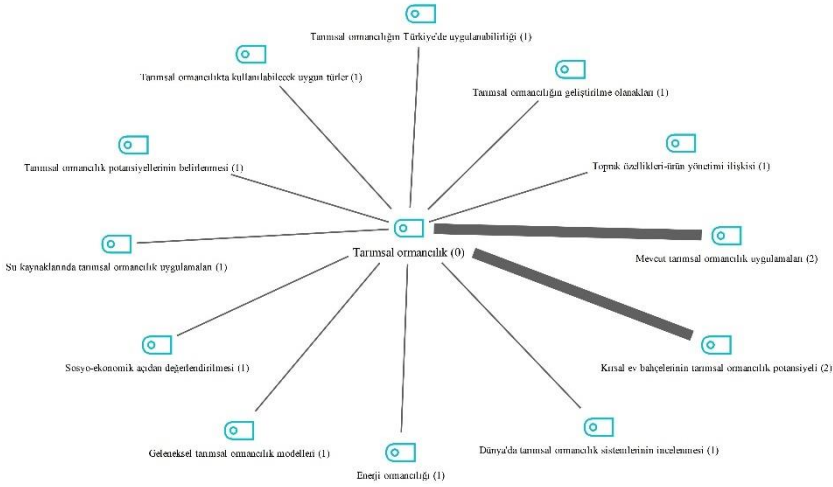 Tarımsal ormancılığın Türkiye'de uygulanabilirliği (1)
Tarımsal ormancılıkta kullanılabilecek uygun türler (1)
Tarımsal ormancılığın geliştirilme olanakları (1)
Tarımsal ormancılık potansiyellerinin belirlenmesi (1)
Toprak özellikleri-ürün yönetimi ilişkisi (1)
Tarımsal ormancılık (0)
Mevcut tarımsal ormancılık uygulamaları (2)
Su kaynaklarında tarımsal ormancılık uygulamaları (1)
Sosyo-ekonomik açıdan değerlendirilmesi (1)
Kırsal ev bahçelerinin tarımsal ormancılık potansiyeli (2)
Geleneksel tarımsal ormancılık modelleri (1)
Dünya'da tarımsal ormancılık sistemlerinin incelenmesi (1)
Enerji ormancılığı (1)